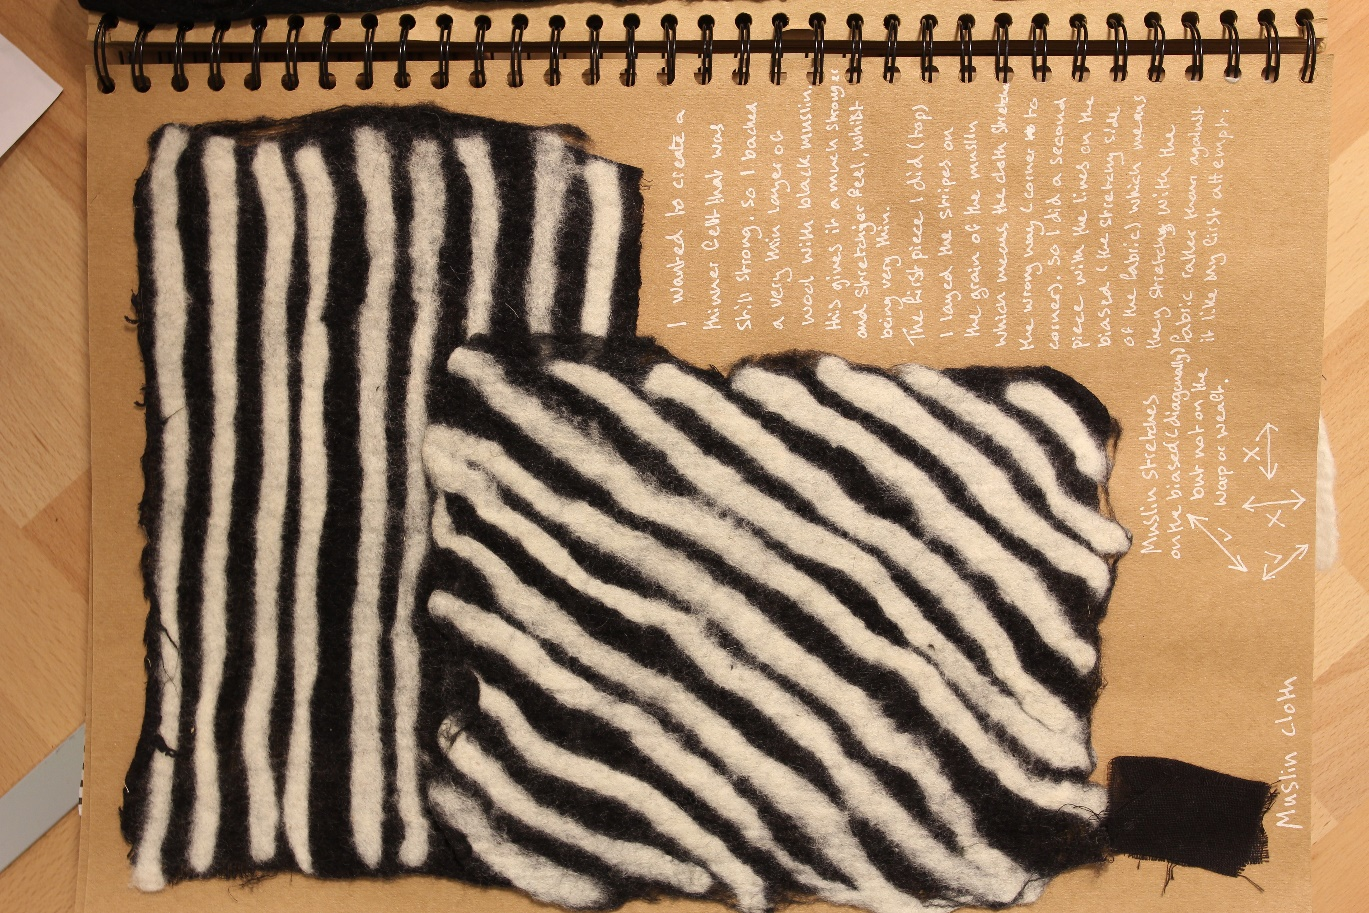 I wanted to create a
thinner felt that was
still strong. So I backed
a very thin layer of
wool with black muslin,
this gives it a much stronger
and stretchier feel, whilst
being very thin.
The first piece I did (top)
I layed the stripes on
the grain of the muslin
which means the cloth stretches
the wrong way (corner to
corner). So I did a second
piece with the lines on the
biased (the stretchy side
of the fabric) which means
they stretchy with the
fabric rather than against
it like my first attempt.
Muslin stretches
on the biased (diagonally)
but not on the
warp or weft.
Muslin cloth